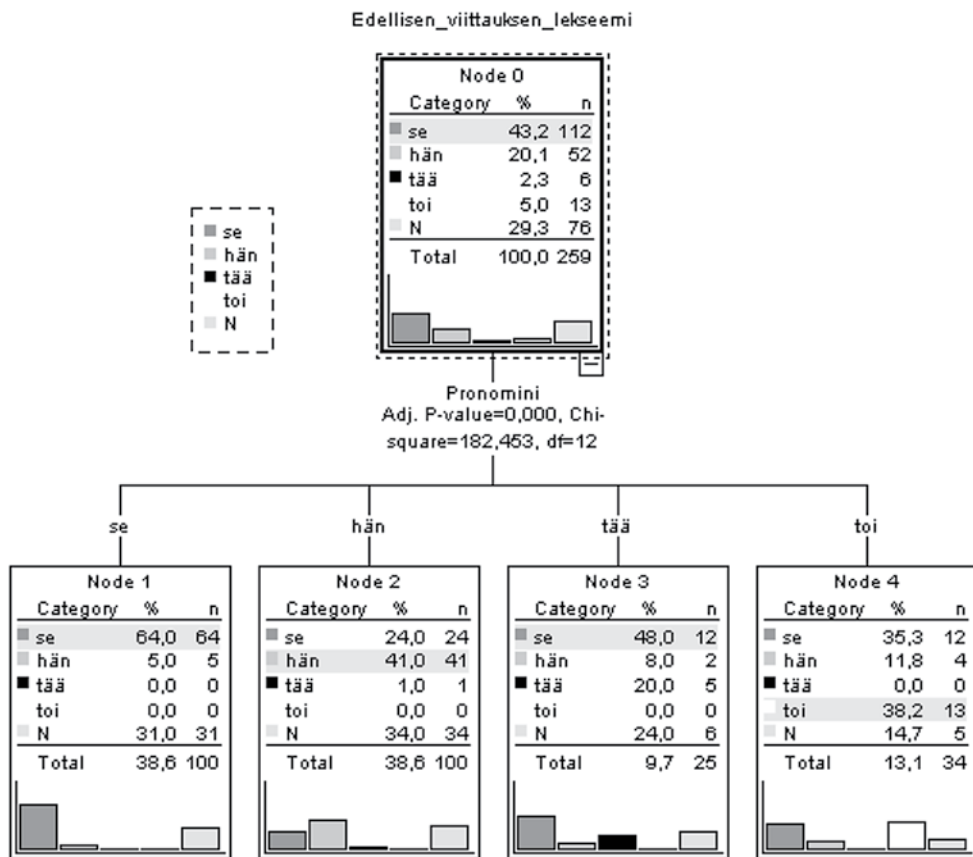 Edellisen_viittauksen_lekseemi
Node 0
Category % n
se 43,2 112
hän 20,1 52
tää 2,3 6
toi 5,0 13
N 29,3 76
Total 100,0 259
se
hän
tää
toi
N
Pronomini
Adj. P-value=0,000, Chi-
square=182,453, df=12
se
hän
tää
toi
Node 1
Category % n
se 64,0 64
hän 5,0 5
tää 0,0 0
toi 0,0 0
N 31,0 31
Total 38,6 100
Node 2
Category % n
se 24,0 24
hän 41,0 41
tää 1,0 1
toi 0,0 0
N 34,0 34
Total 38,6 100
Node 3
Category % n
se 48,0 12
hän 8,0 2
tää 20,0 5
toi 0,0 0
N 24,0 6
Total 9,7 25
Node 4
Category % n
se 35,3 12
hän 11,8 4
tää 0,0 0
toi 38,2 13
N 14,7 5
Total 13,1 34